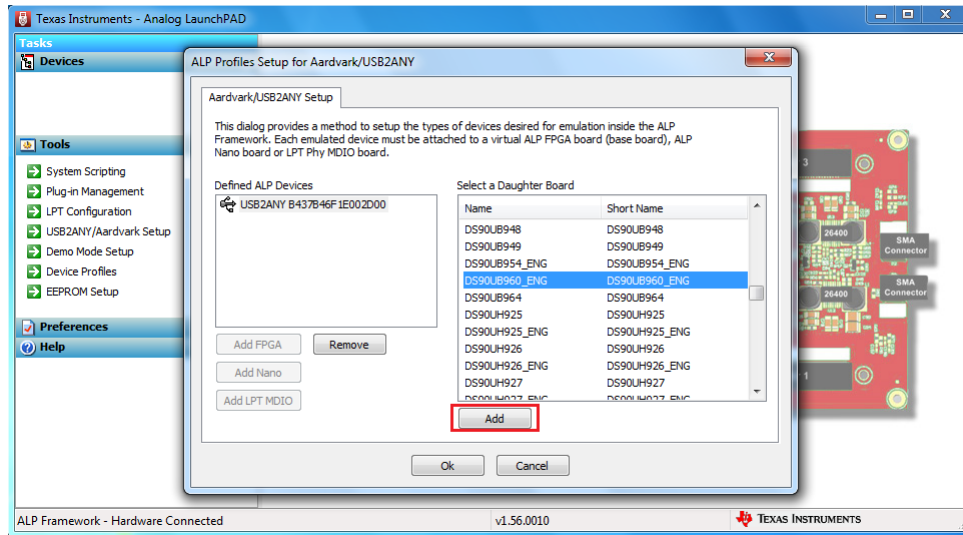 Texas Instruments - Analog LaunchPAD
Tasks
Devices
Tools
System Scripting
Plug-in Management
LPT Configuration
USB2ANY/Aardvark Setup
Demo Mode Setup
Device Profiles
EEPROM Setup
Preferences
Help
ALP Profiles Setup for Aardvark/USB2ANY
Aardvark/USB2ANY Setup
This dialog provides a method to setup the types of devices desired for emulation inside the ALP
Framework. Each emulated device must be attached to a virtual ALP FPGA board (base board), ALP
Nano board or LPT Phy MDIO board.
Defined ALP Devices
USB2ANY B437B46F1E002D00
Add FPGA Remove
Add Nano
Add LPT MDIO
Select a Daughter Board
Name Short Name
DS90UB948 DS90UB948
DS90UB949 DS90UB949
DS90UB954_ENG DS90UB954_ENG
DS90UB960_ENG DS90UB960_ENG
DS90UB964 DS90UB964
DS90UH925 DS90UH925
DS90UH925_ENG DS90UH925_ENG
DS90UH926 DS90UH926
DS90UH926_ENG DS90UH926_ENG
DS90UH927 DS90UH927
DS90UH927_ENG DS90UH927_ENG
Add
Ok Cancel
3
26400
SMA
Connector
SMA
Connector
26400
1
ALP Framework - Hardware Connected v1.56.0010 TEXAS INSTRUMENTS